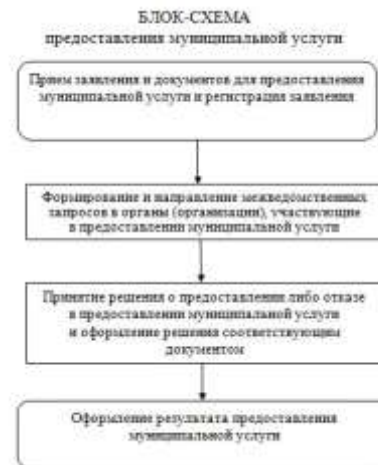 БЛОК-СХЕМА
предоставления муниципальной услуги
Прием заявления и документов для предоставления
муниципальной услуги и регистрация заявления
Формирование и направление межведомственных
запросов в органы (организации), участвующие
в предоставлении муниципальной услуги
Принятие решения о предоставлении либо отказе
в предоставлении муниципальной услуги
и оформление решения соответствующим
документом
Оформление результата предоставления
муниципальной услуги